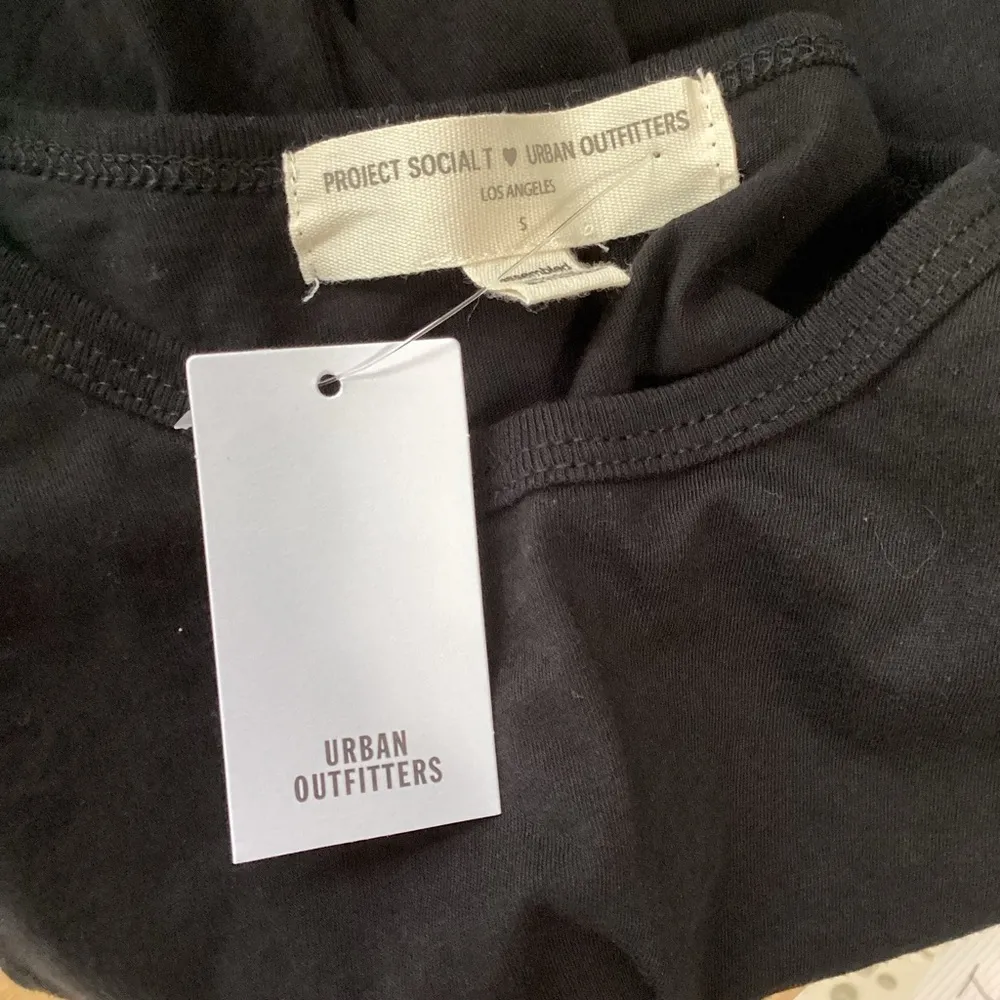 PROJECT SOCIAL T ♥ URBAN OUTFITTERS
LOS ANGELES
S
URBAN
OUTFITTERS